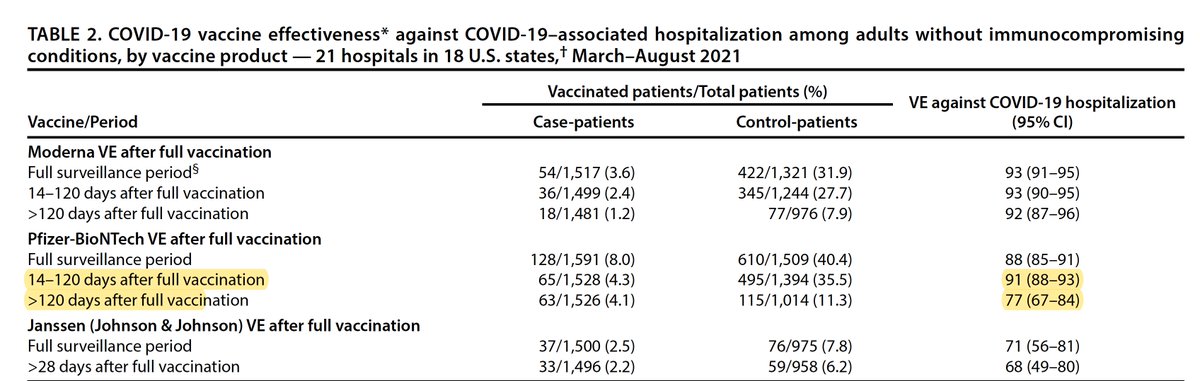 TABLE 2. COVID-19 vaccine effectiveness* against COVID-19–associated hospitalization among adults without immunocompromising
conditions, by vaccine product — 21 hospitals in 18 U.S. states,† March–August 2021
Vaccinated patients/Total patients (%)
VE against COVID-19 hospitalization
(95% CI)
Vaccine/Period Case-patients Control-patients
Moderna VE after full vaccination
Full surveillance period§ 54/1,517 (3.6) 422/1,321 (31.9) 93 (91–95)
14–120 days after full vaccination 36/1,499 (2.4) 345/1,244 (27.7) 93 (90–95)
>120 days after full vaccination 18/1,481 (1.2) 77/976 (7.9) 92 (87–96)
Pfizer-BioNTech VE after full vaccination
Full surveillance period 128/1,591 (8.0) 610/1,509 (40.4) 88 (85–91)
14–120 days after full vaccination 65/1,528 (4.3) 495/1,394 (35.5) 91 (88–93)
>120 days after full vaccination 63/1,526 (4.1) 115/1,014 (11.3) 77 (67–84)
Janssen (Johnson & Johnson) VE after full vaccination
Full surveillance period 37/1,500 (2.5) 76/975 (7.8) 71 (56–81)
>28 days after full vaccination 33/1,496 (2.2) 59/958 (6.2) 68 (49–80)